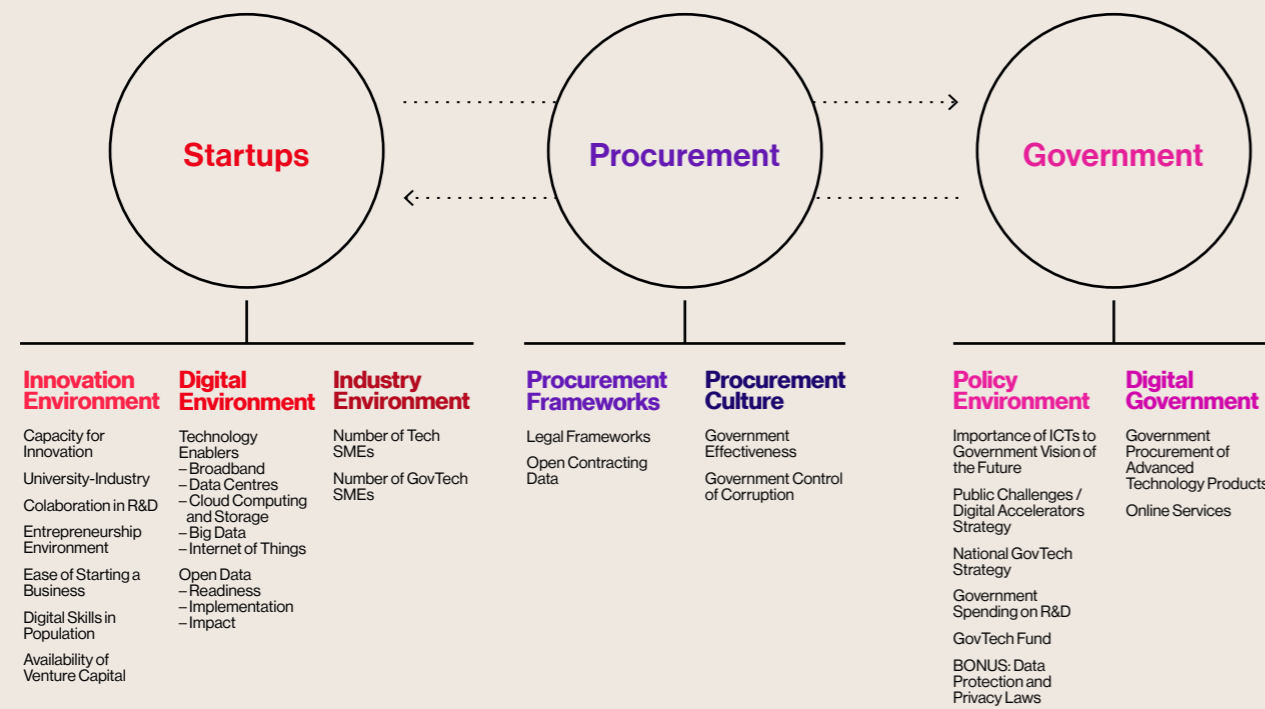 Startups
Procurement
Government
Innovation
Environment
Capacity for
Innovation
University-Industry
Colaboration in R&D
Entrepreneurship
Environment
Ease of Starting a
Business
Digital Skills in
Population
Availability of
Venture Capital
Digital
Environment
Technology
Enablers
– Broadband
– Data Centres
– Cloud Computing
and Storage
– Big Data
– Internet of Things
Open Data
– Readiness
– Implementation
– Impact
Industry
Environment
Number of Tech
SMEs
Number of GovTech
SMEs
Procurement
Frameworks
Legal Frameworks
Open Contracting
Data
Procurement
Culture
Government
Effectiveness
Government Control
of Corruption
Policy
Environment
Importance of ICTs to
Government Vision of
the Future
Public Challenges /
Digital Accelerators
Strategy
National GovTech
Strategy
Government
Spending on R&D
GovTech Fund
BONUS: Data
Protection and
Privacy Laws
Digital
Government
Government
Procurement of
Advanced
Technology Products
Online Services